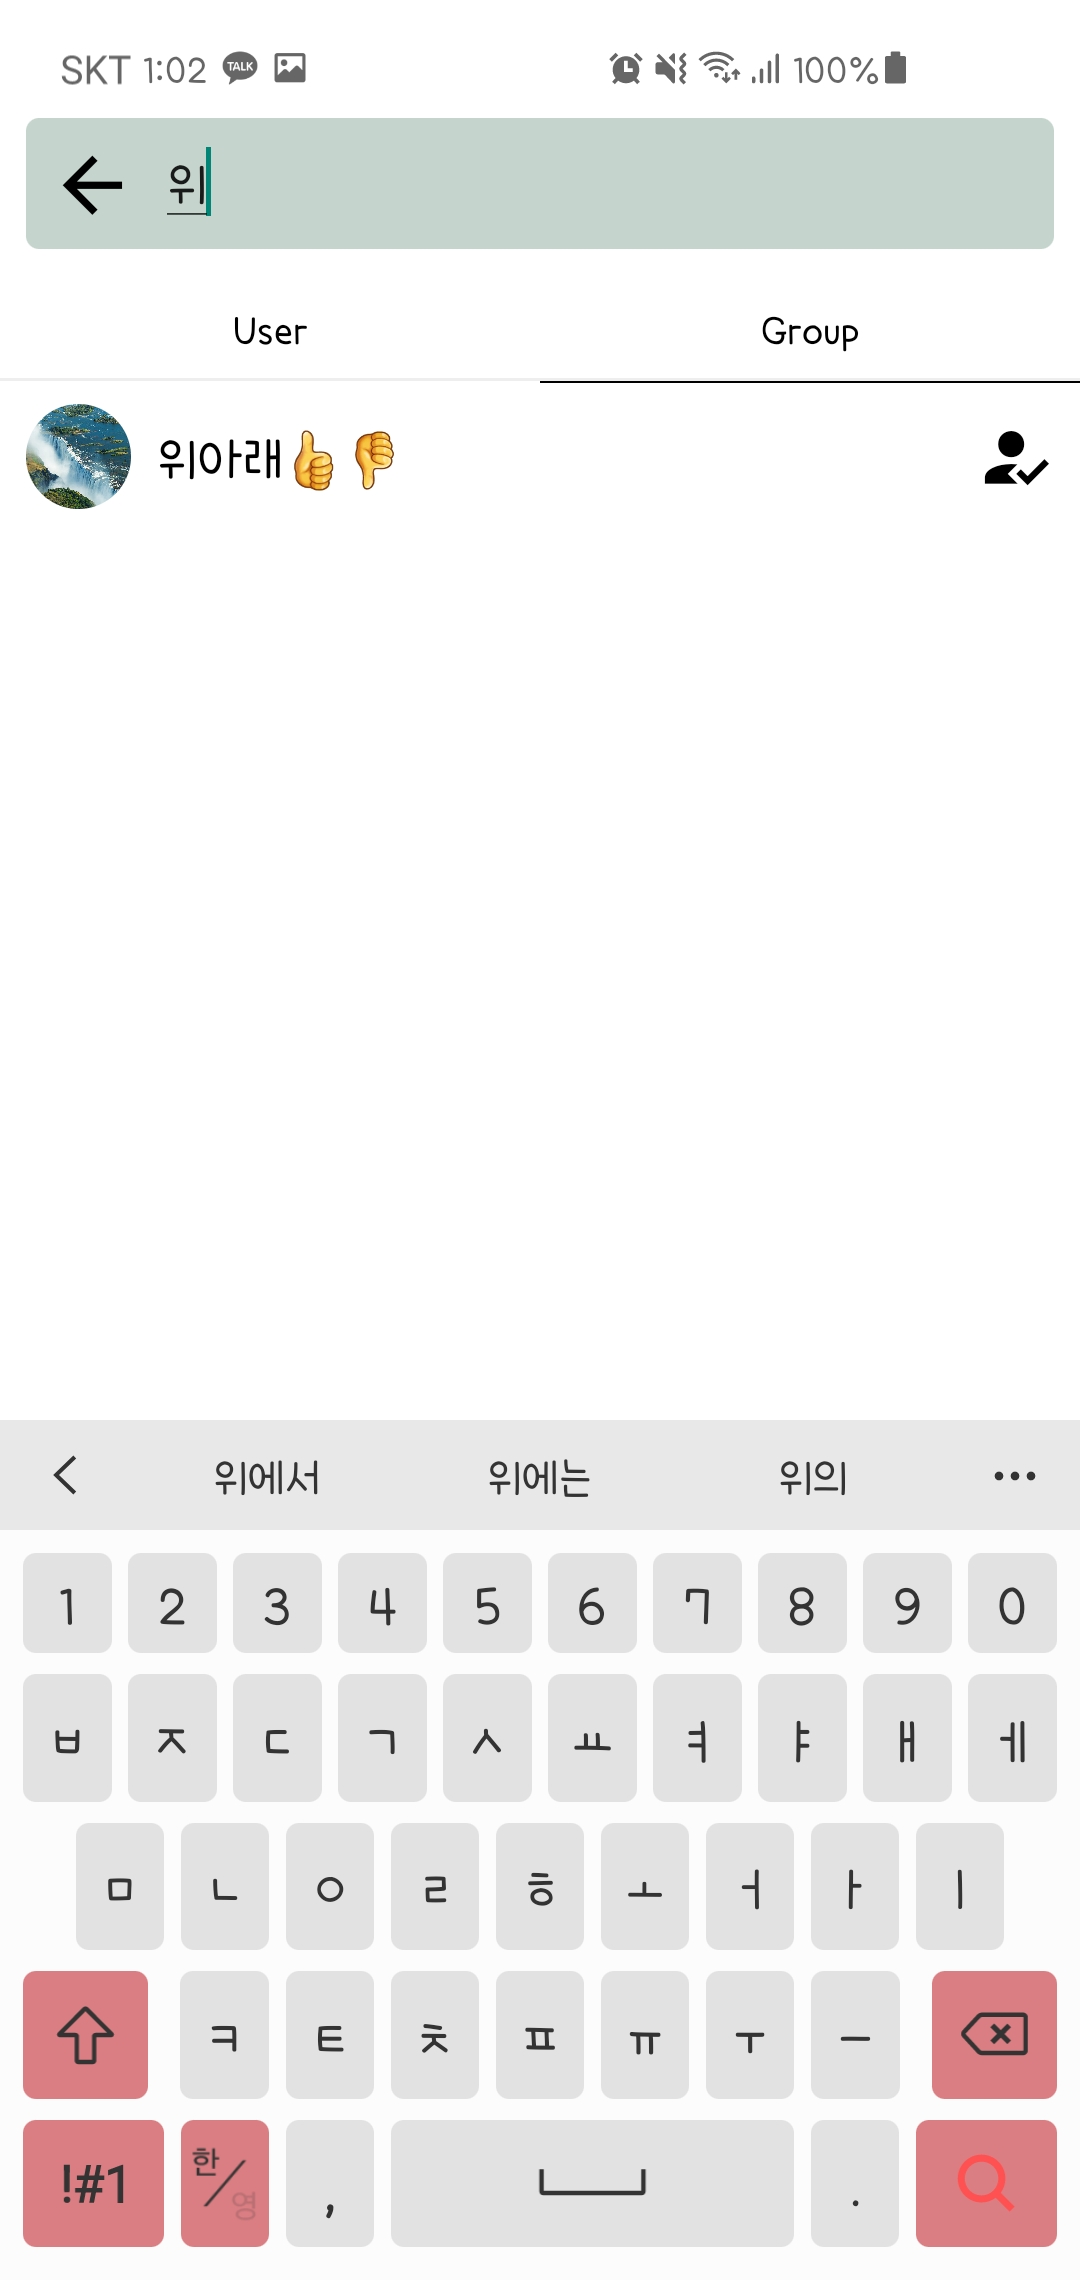 SKT 1:02 TALK 100%
위
User Group
위아래👍👎
위에서 위에는 위의 •••
1 2 3 4 5 6 7 8 9 0
ㅂ ㅈ ㄷ ㄱ ㅅ ㅛ ㅕ ㅑ ㅐ ㅔ
ㅁ ㄴ ㅇ ㄹ ㅎ ㅗ ㅓ ㅏ ㅣ
ㅋ ㅌ ㅊ ㅍ ㅠ ㅜ ㅡ
!#1 한/영 , .